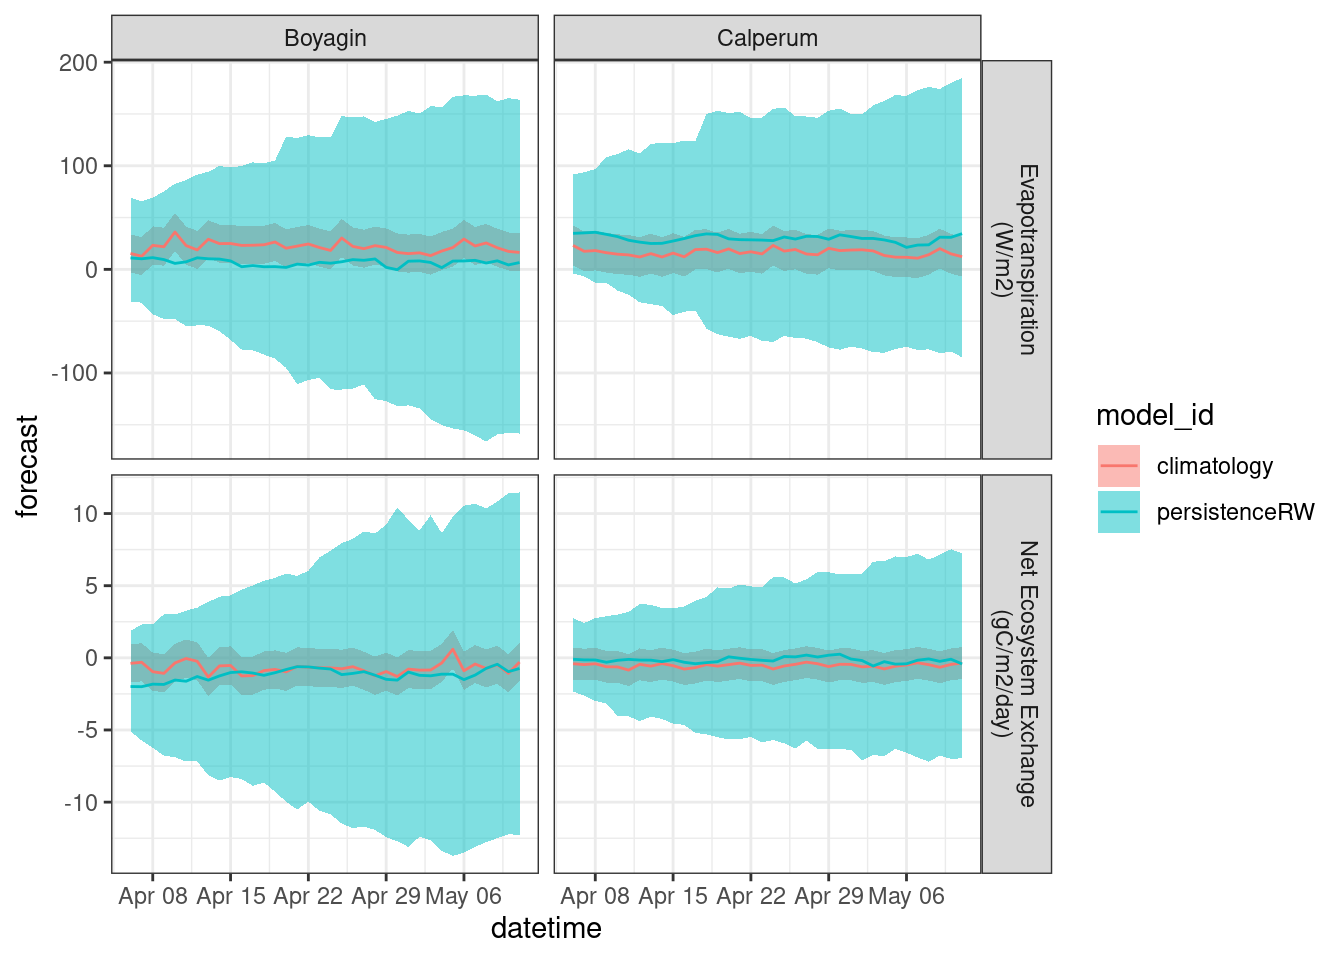 Boyagin
Calperum
200
100
0
-100
Evapotranspiration
(W/m2)
10
5
0
-5
-10
Net Ecosystem Exchange
(gC/m2/day)
forecast
Apr 08 Apr 15 Apr 22 Apr 29 May 06
Apr 08 Apr 15 Apr 22 Apr 29 May 06
datetime
model_id
climatology
persistenceRW